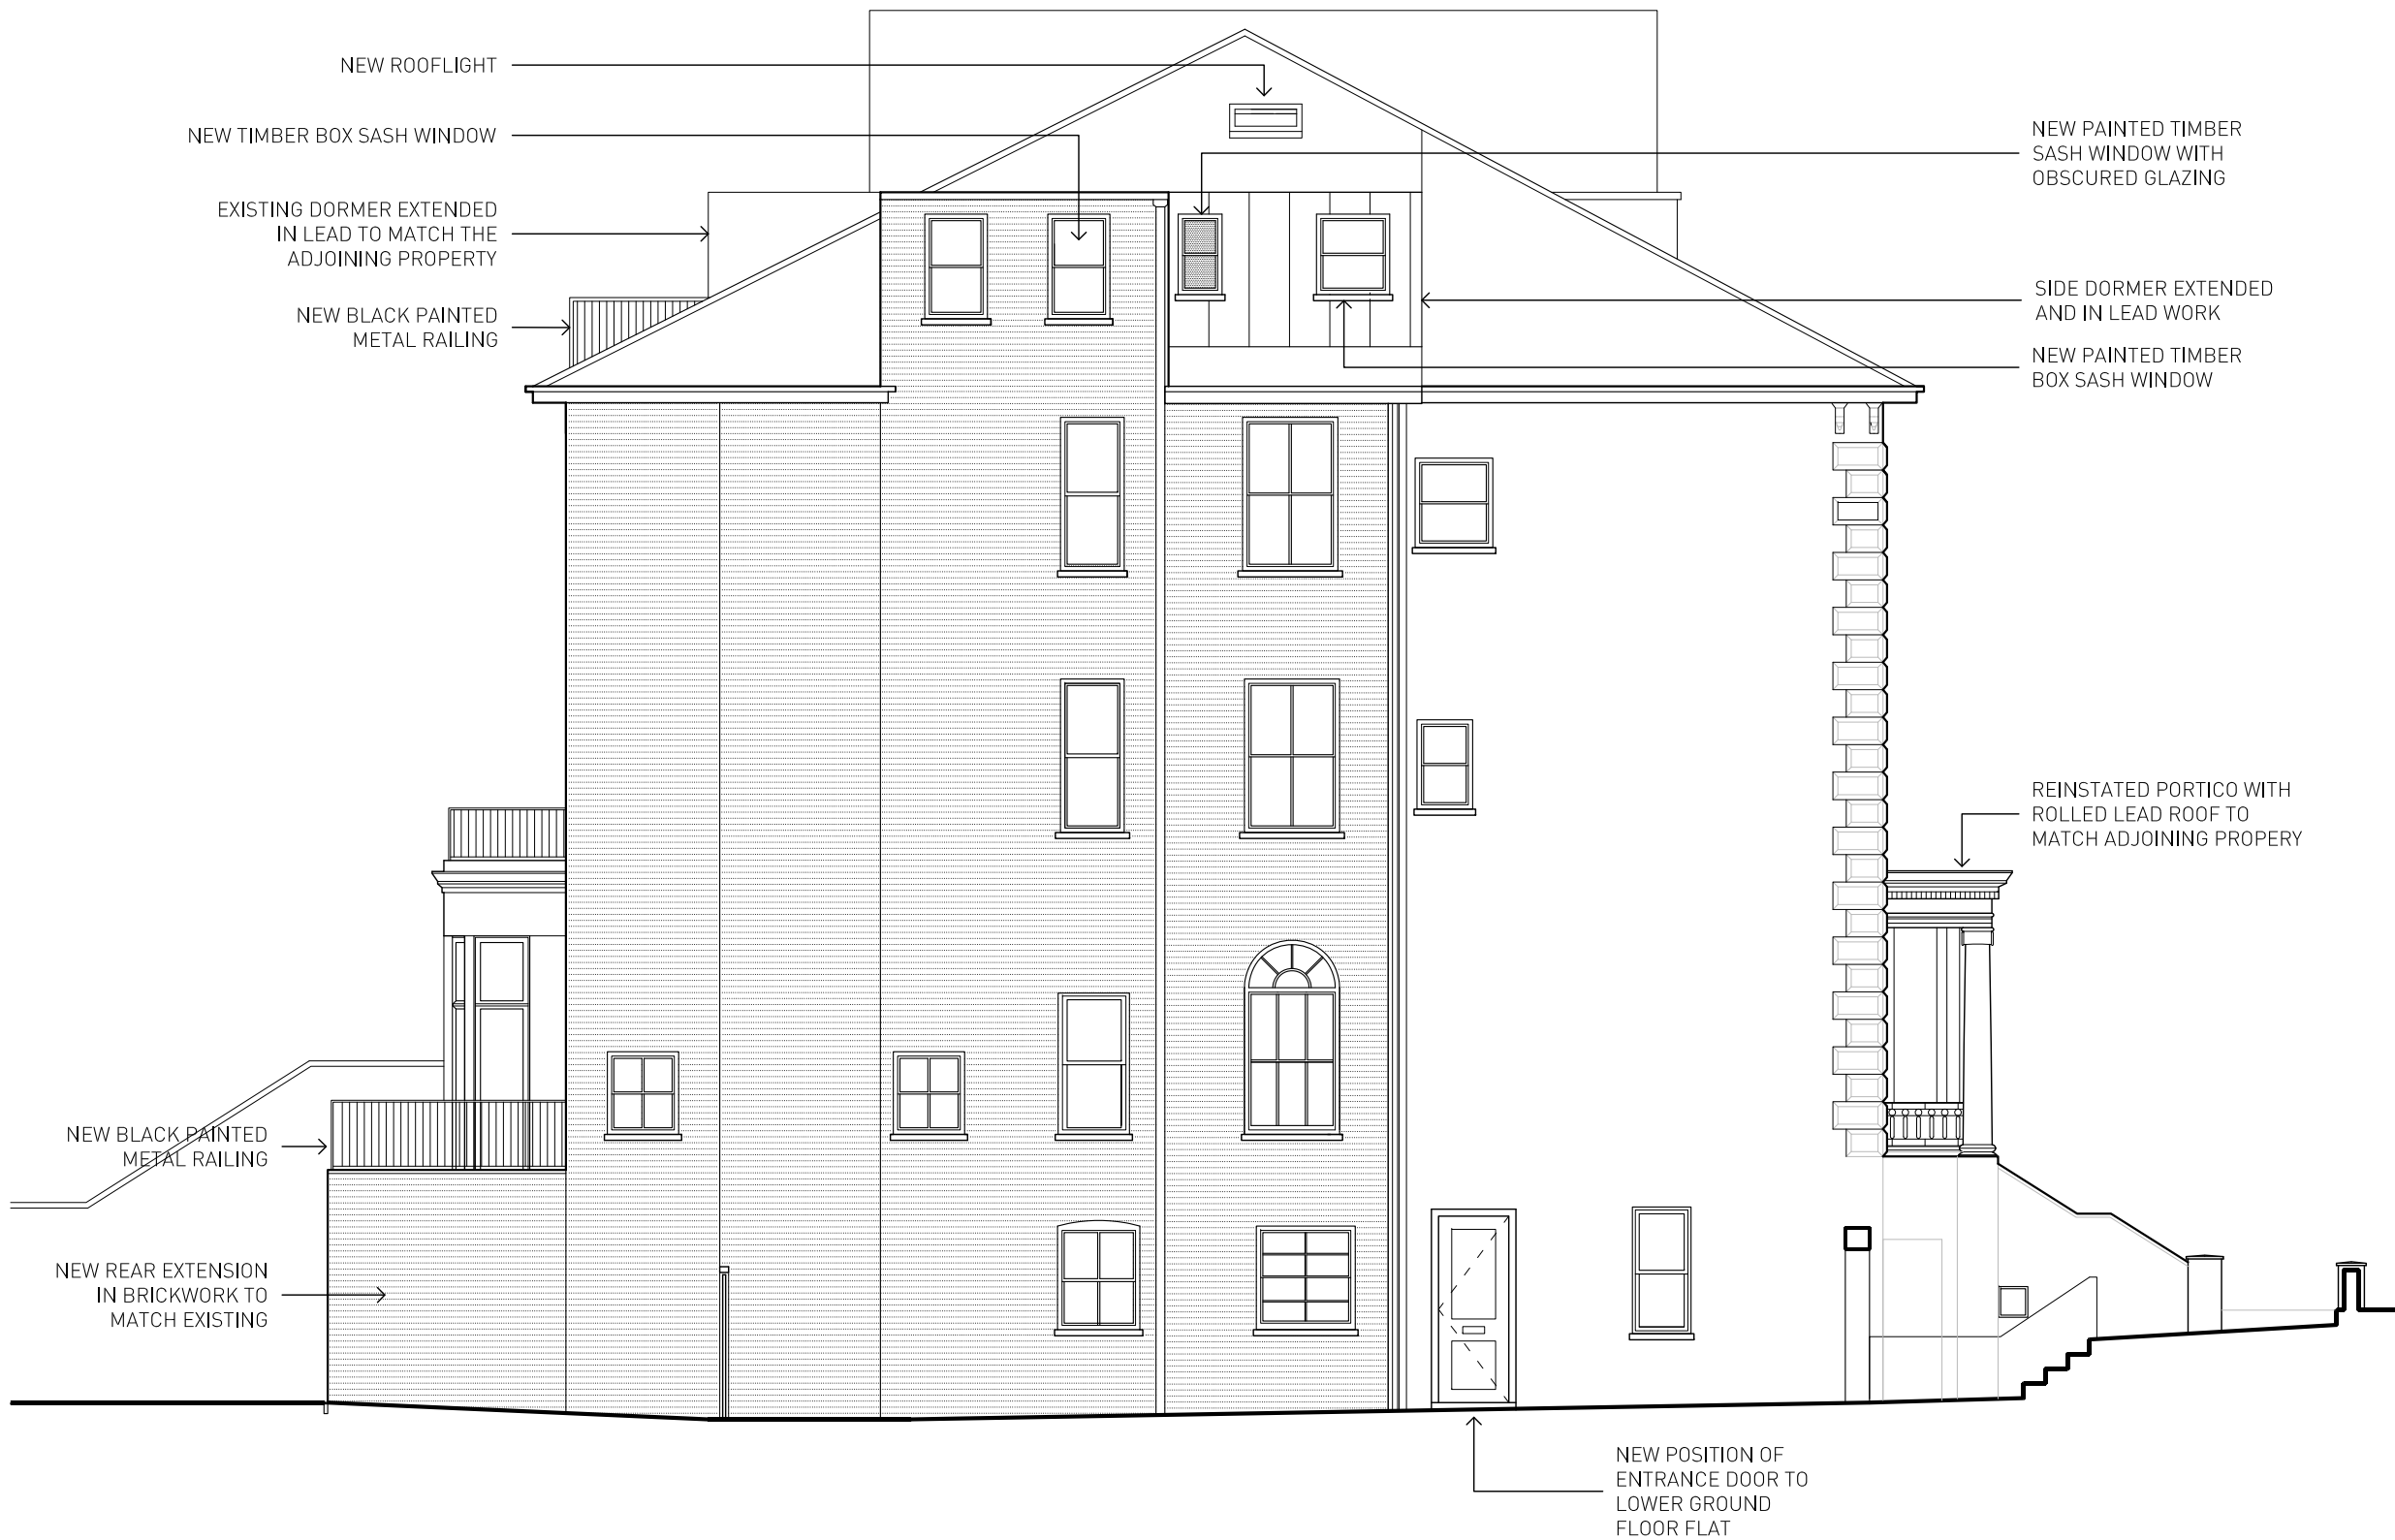 NEW ROOFLIGHT
NEW TIMBER BOX SASH WINDOW
EXISTING DORMER EXTENDED
IN LEAD TO MATCH THE
ADJOINING PROPERTY
NEW BLACK PAINTED
METAL RAILING
NEW BLACK PAINTED
METAL RAILING
NEW REAR EXTENSION
IN BRICKWORK TO
MATCH EXISTING
NEW PAINTED TIMBER
SASH WINDOW WITH
OBSCURED GLAZING
SIDE DORMER EXTENDED
AND IN LEAD WORK
NEW PAINTED TIMBER
BOX SASH WINDOW
REINSTATED PORTICO WITH
ROLLED LEAD ROOF TO
MATCH ADJOINING PROPERY
NEW POSITION OF
ENTRANCE DOOR TO
LOWER GROUND
FLOOR FLAT